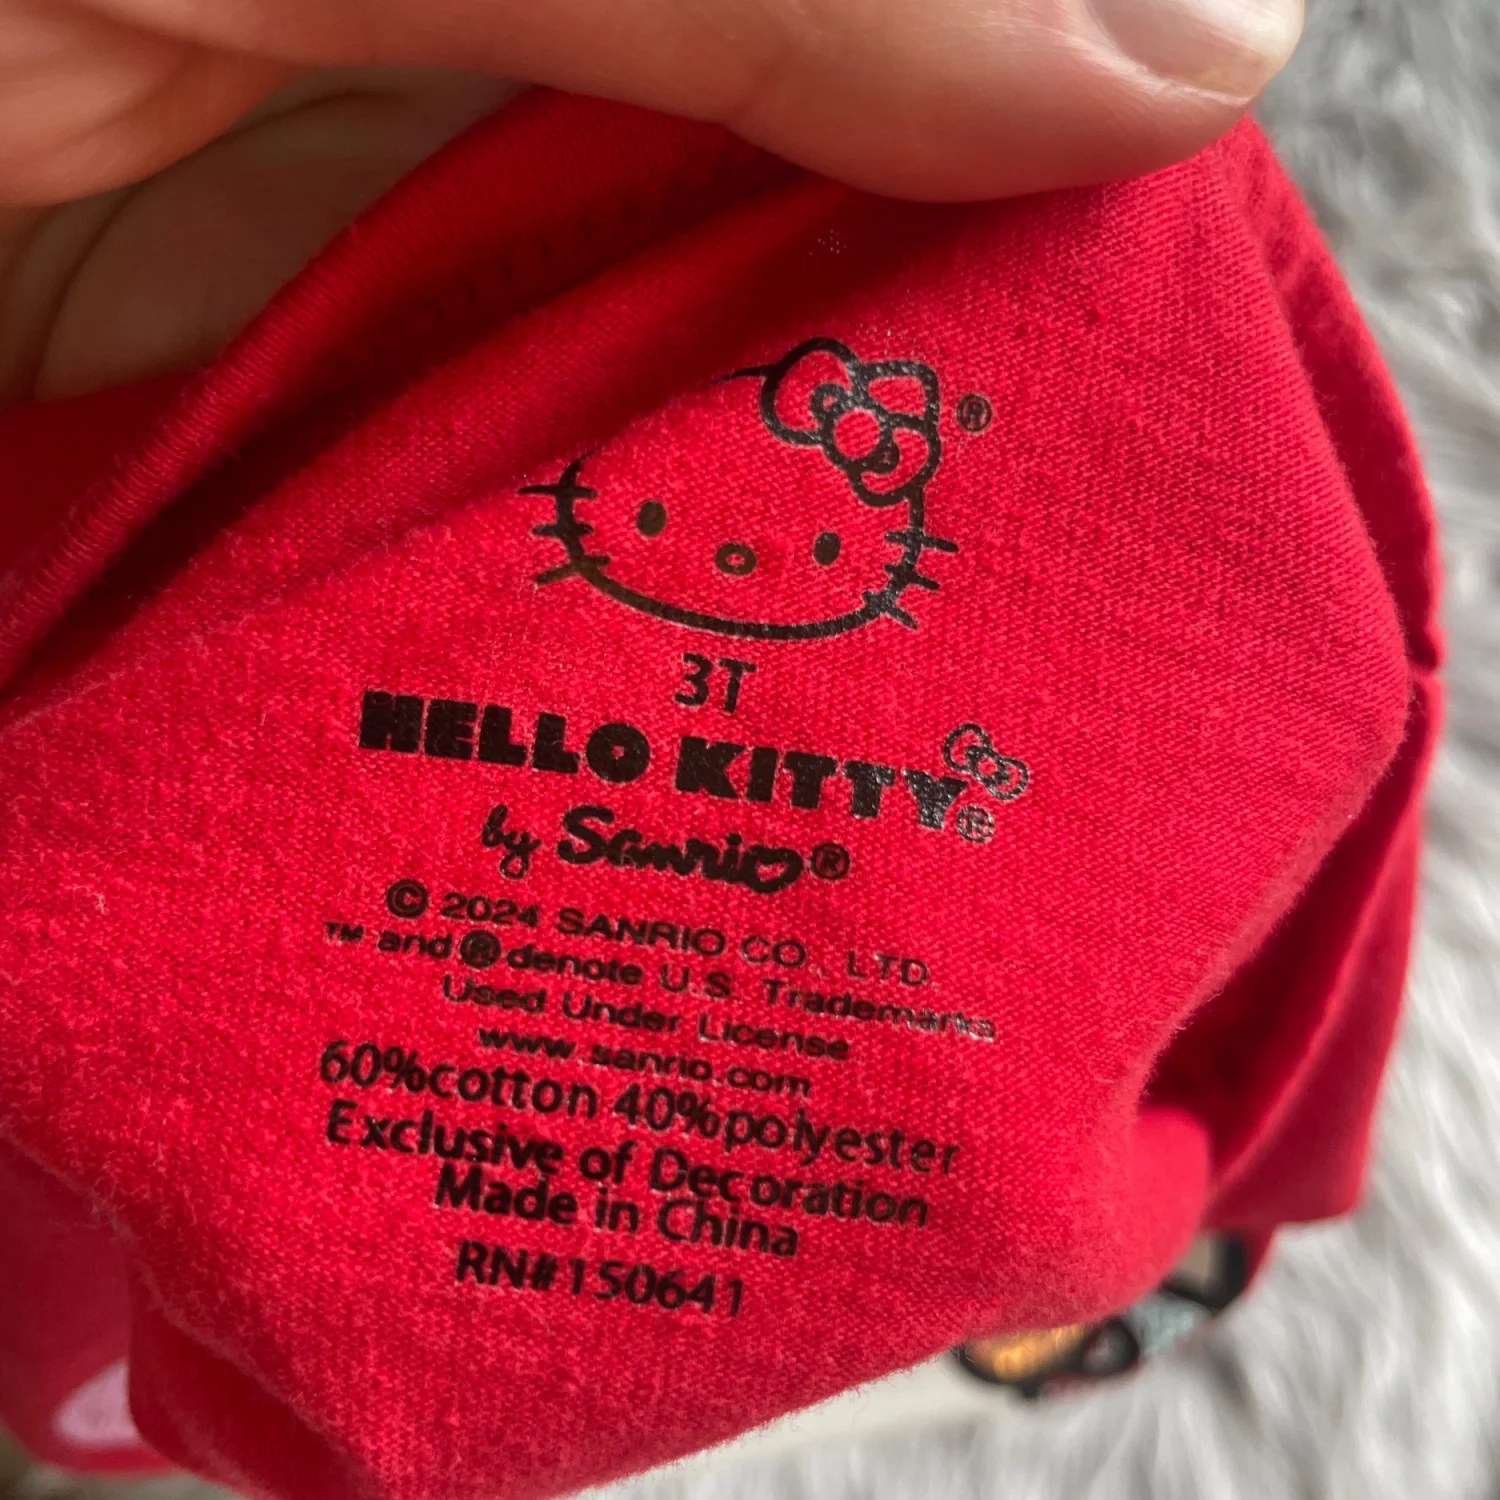 ®
3T
HELLO KITTY®
by Sanrio®
© 2024 SANRIO CO., LTD.
™ and ® denote U.S. Trademarks
Used Under License
www.sanrio.com
60%cotton 40%polyester
Exclusive of Decoration
Made in China
RN#150641